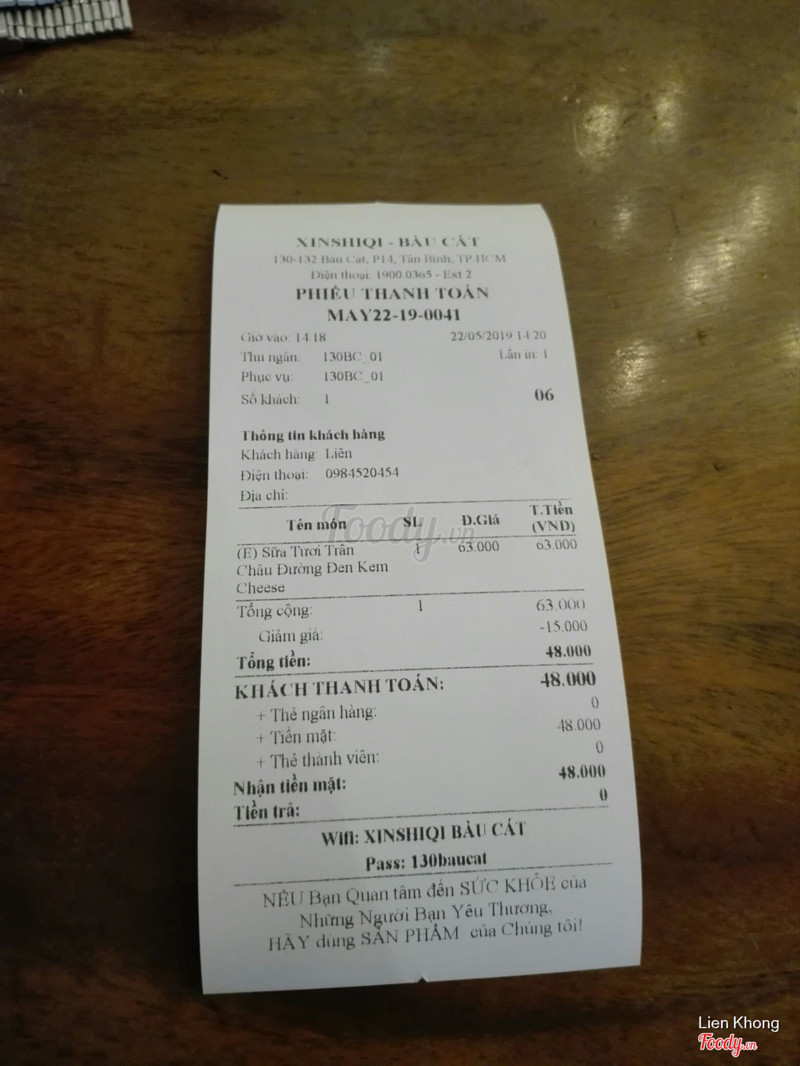 XINSHIQI - BÀU CÁT
130-132 Bàu Cát, P14, Tân Bình, TP HCM
Điện thoại: 1900.0365 - Ext 2
PHIẾU THANH TOÁN
MAY22-19-0041
Giờ vào: 14:18 22/05/2019 14:20
Thu ngân: 130BC_01 Lần in: 1
Phục vụ: 130BC_01
Số khách: 1 06
Thông tin khách hàng
Khách hàng: Liên
Điện thoại: 0984520454
Địa chỉ:
Tên món SL Đ.Giá T.Tiền
(VND)
(E) Sữa Tươi Trân 1 63.000 63.000
Châu Đường Đen Kem
Cheese
Tổng cộng: 1 63.000
Giảm giá: -15.000
Tổng tiền: 48.000
KHÁCH THANH TOÁN: 48.000
+ Thẻ ngân hàng: 0
+ Tiền mặt: 48.000
+ Thẻ thành viên: 0
Nhận tiền mặt: 48.000
Tiền trả: 0
Wifi: XINSHIQI BÀU CÁT
Pass: 130baucat
NẾU Bạn Quan tâm đến SỨC KHỎE của
Những Người Bạn Yêu Thương,
HÃY dùng SẢN PHẨM của Chúng tôi!
Foody.vn
Lien Khong
Foody.vn